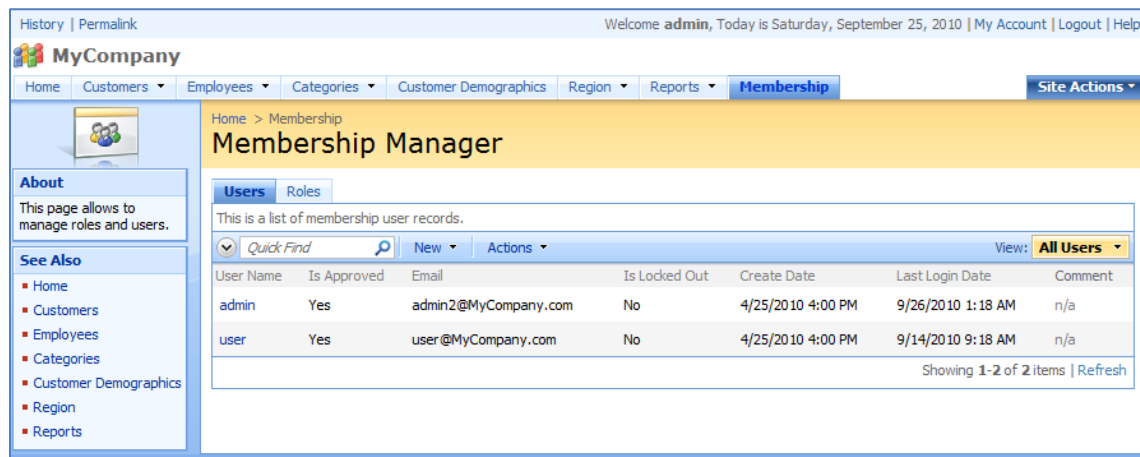 History | Permalink Welcome admin, Today is Saturday, September 25, 2010 | My Account | Logout | Help
MyCompany
Home Customers Employees Categories Customer Demographics Region Reports Membership Site Actions
Home > Membership
Membership Manager
About
This page allows to
manage roles and users.
See Also
Home
Customers
Employees
Categories
Customer Demographics
Region
Reports
Users Roles
This is a list of membership user records.
Quick Find New Actions View: All Users
User Name Is Approved Email Is Locked Out Create Date Last Login Date Comment
admin Yes admin2@MyCompany.com No 4/25/2010 4:00 PM 9/26/2010 1:18 AM n/a
user Yes user@MyCompany.com No 4/25/2010 4:00 PM 9/14/2010 9:18 AM n/a
Showing 1-2 of 2 items | Refresh